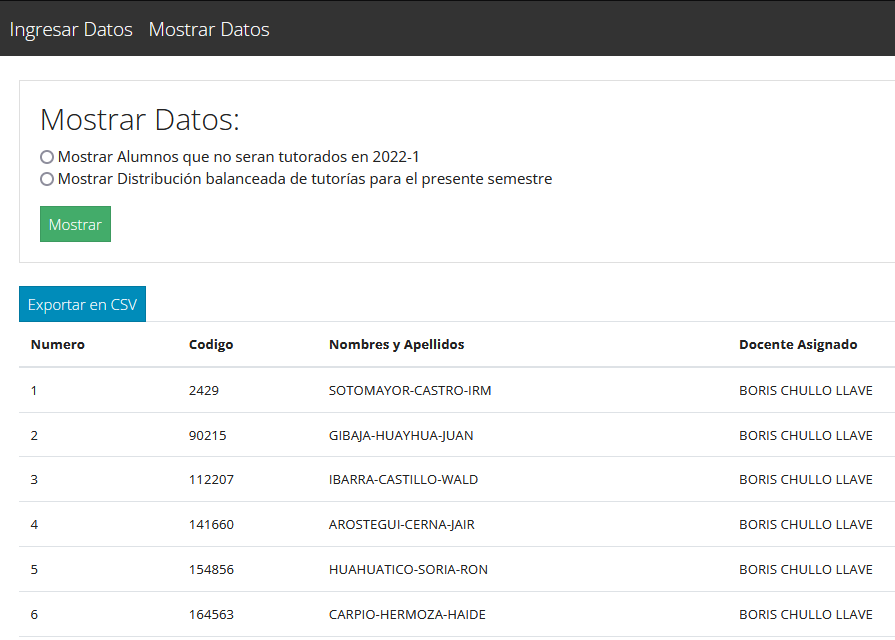 Ingresar Datos Mostrar Datos
Mostrar Datos:
Mostrar Alumnos que no seran tutorados en 2022-1
Mostrar Distribución balanceada de tutorías para el presente semestre
Mostrar
Exportar en CSV
Numero Codigo Nombres y Apellidos Docente Asignado
1 2429 SOTOMAYOR-CASTRO-IRM BORIS CHULLO LLAVE
2 90215 GIBAJA-HUAYHUA-JUAN BORIS CHULLO LLAVE
3 112207 IBARRA-CASTILLO-WALD BORIS CHULLO LLAVE
4 141660 AROSTEGUI-CERNA-JAIR BORIS CHULLO LLAVE
5 154856 HUAHUATICO-SORIA-RON BORIS CHULLO LLAVE
6 164563 CARPIO-HERMOZA-HAIDE BORIS CHULLO LLAVE